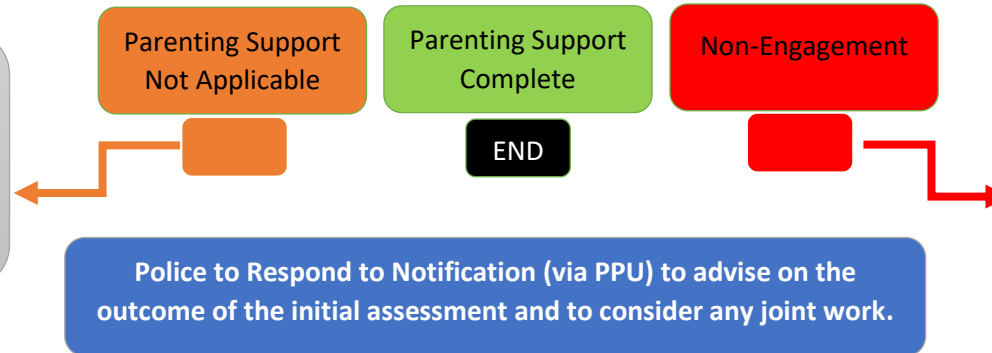 Parenting Support
Not Applicable
Parenting Support
Complete
Non-Engagement
END
Police to Respond to Notification (via PPU) to advise on the
outcome of the initial assessment and to consider any joint work.